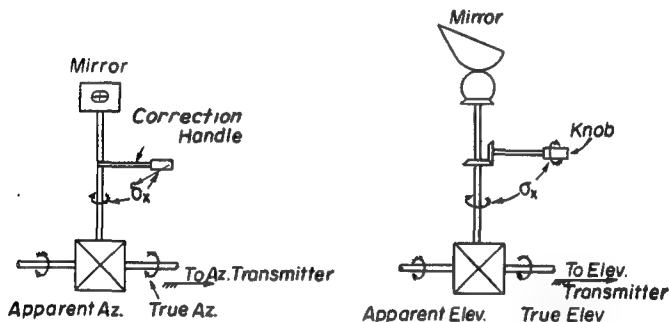 Mirror
Correction
Handle
σx
To Az. Transmitter
Apparent Az. True Az.
Mirror
Knob
σx
To Elev.
Transmitter
Apparent Elev. True Elev